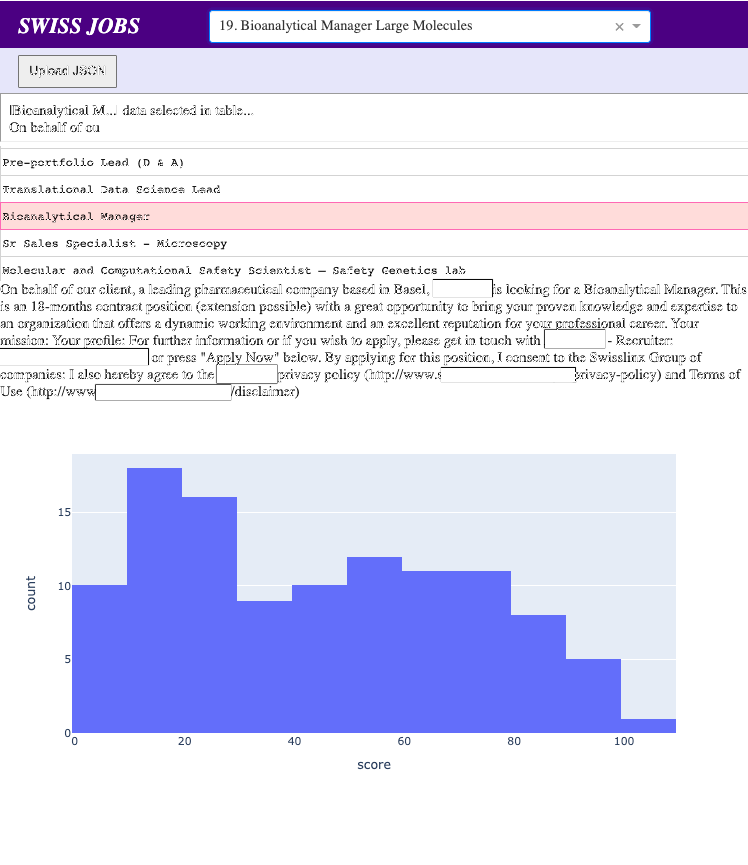 SWISS JOBS
19. Bioanalytical Manager Large Molecules
Upload JSON
[Bioanalytical M...] data selected in table...
On behalf of ou
Pre-portfolio Lead (D & A)
Translational Data Science Lead
Bioanalytical Manager
Sr Sales Specialist - Microscopy
Molecular and Computational Safety Scientist – Safety Genetics lab
On behalf of our client, a leading pharmaceutical company based in Basel, is looking for a Bioanalytical Manager. This
is an 18-months contract position (extension possible) with a great opportunity to bring your proven knowledge and expertise to
an organization that offers a dynamic working environment and an excellent reputation for your professional career. Your
mission: Your profile: For further information or if you wish to apply, please get in touch with - Recruiter:
or press "Apply Now" below. By applying for this position, I consent to the Swisslinx Group of
companies: I also hereby agree to the privacy policy (http://www.s privacy-policy) and Terms of
Use (http://www /disclaimer)
15
10
5
0
count
0 20 40 60 80 100
score